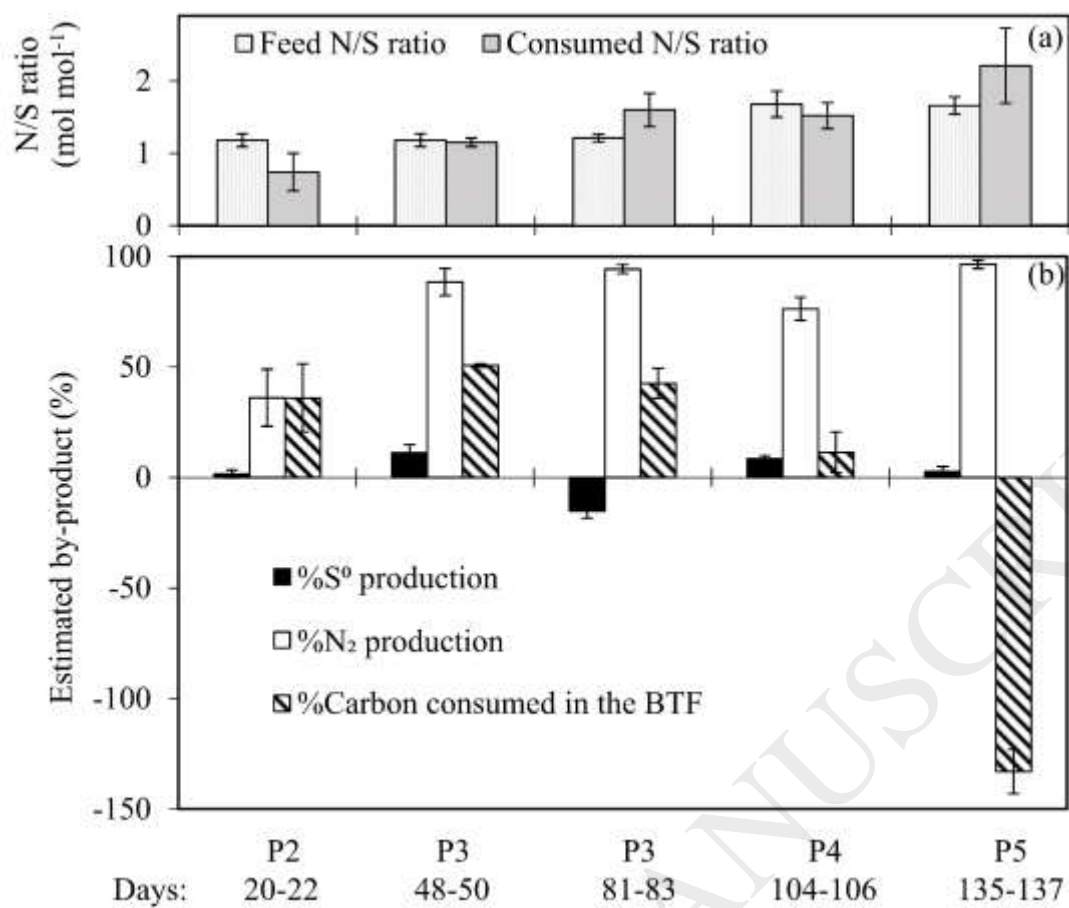 N/S ratio
(mol mol⁻¹)
Feed N/S ratio
Consumed N/S ratio
(a)
2
1
0
Estimated by-product (%)
(b)
100
50
0
-50
-100
-150
%S⁰ production
%N₂ production
%Carbon consumed in the BTF
P2 P3 P3 P4 P5
Days: 20-22 48-50 81-83 104-106 135-137